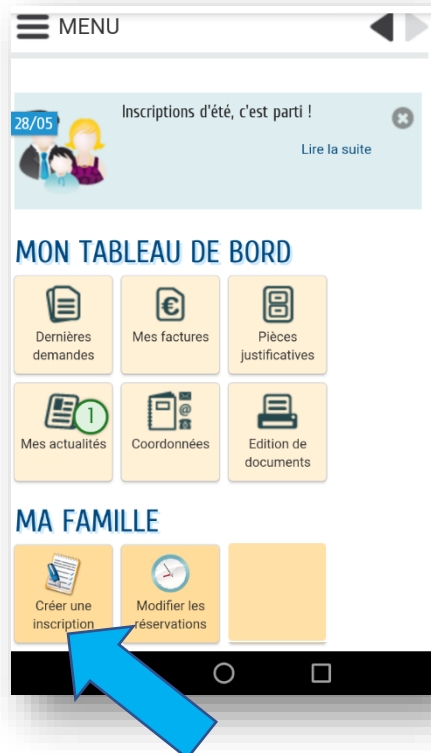 MENU
28/05
Inscriptions d'été, c'est parti !
Lire la suite
MON TABLEAU DE BORD
Dernières
demandes
Mes factures
Pièces
justificatives
1
Mes actualités
@
Coordonnées
Edition de
documents
MA FAMILLE
Créer une
inscription
Modifier les
réservations